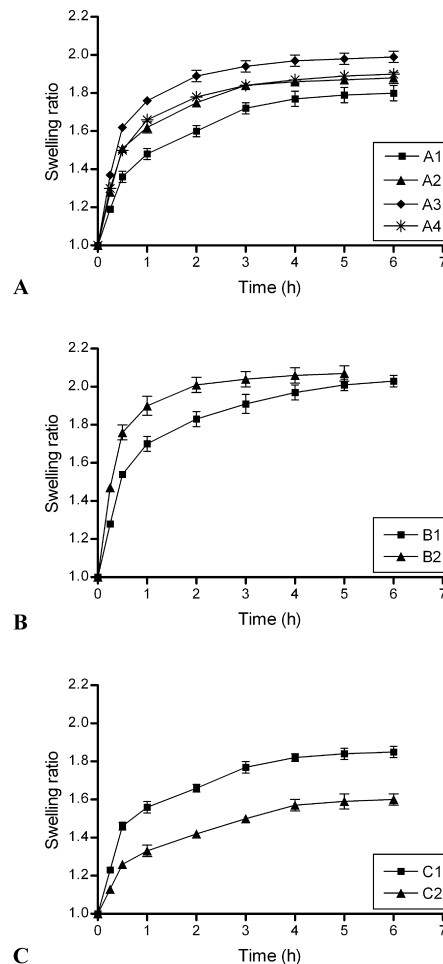 2.2
2.0
1.8
1.6
1.4
1.2
1.0
Swelling ratio
A1
A2
A3
A4
0 1 2 3 4 5 6 7
Time (h)
A
2.2
2.0
1.8
1.6
1.4
1.2
1.0
Swelling ratio
B1
B2
0 1 2 3 4 5 6 7
Time (h)
B
2.2
2.0
1.8
1.6
1.4
1.2
1.0
Swelling ratio
C1
C2
0 1 2 3 4 5 6 7
Time (h)
C